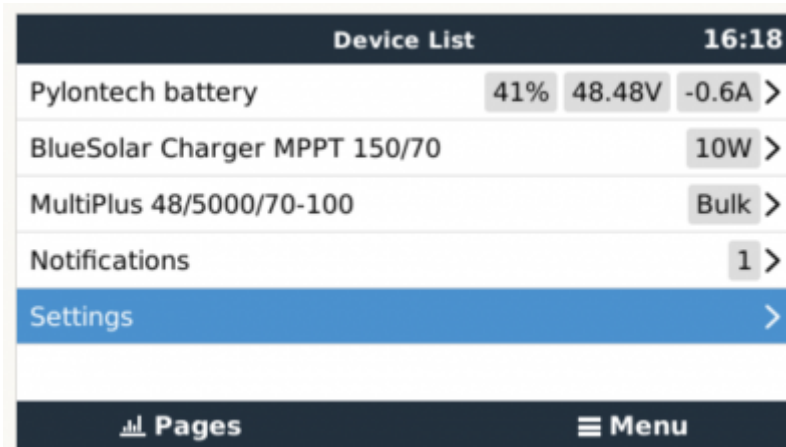 Device List 16:18
Pylontech battery 41% 48.48V -0.6A
BlueSolar Charger MPPT 150/70 10W
MultiPlus 48/5000/70-100 Bulk
Notifications 1
Settings
Pages Menu